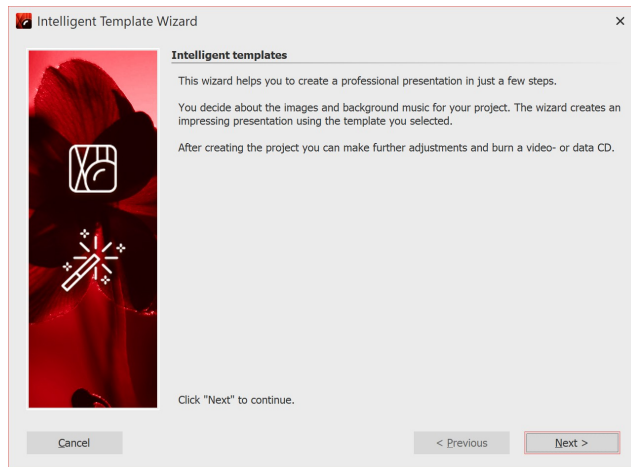 Intelligent Template Wizard
Intelligent templates
This wizard helps you to create a professional presentation in just a few steps.
You decide about the images and background music for your project. The wizard creates an
impressing presentation using the template you selected.
After creating the project you can make further adjustments and burn a video- or data CD.
Click "Next" to continue.
Cancel
< Previous
Next >